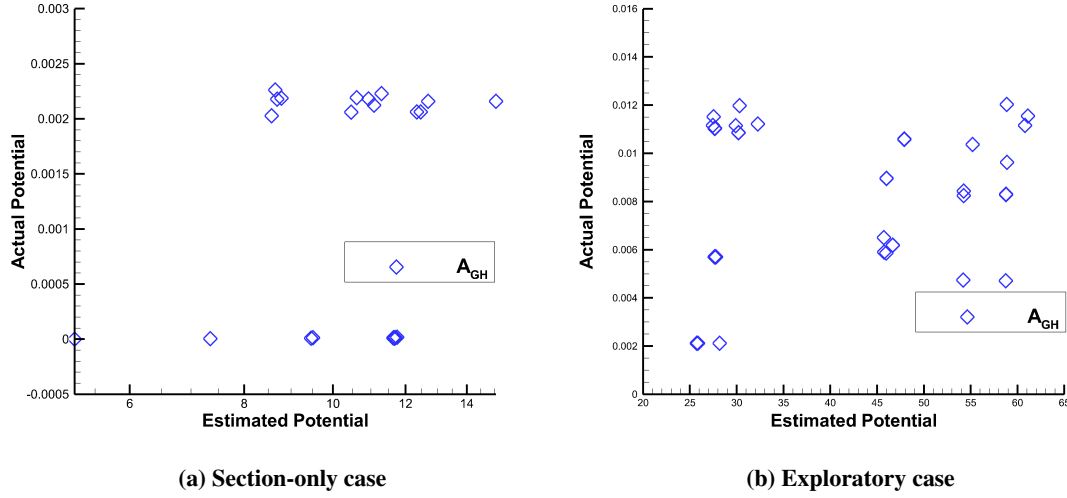 0.003
0.0025
0.002
0.0015
0.001
0.0005
0
-0.0005
Actual Potential
6 8 10 12 14
Estimated Potential
A_GH
(a) Section-only case
0.016
0.014
0.012
0.01
0.008
0.006
0.004
0.002
0
Actual Potential
20 25 30 35 40 45 50 55 60 65
Estimated Potential
A_GH
(b) Exploratory case